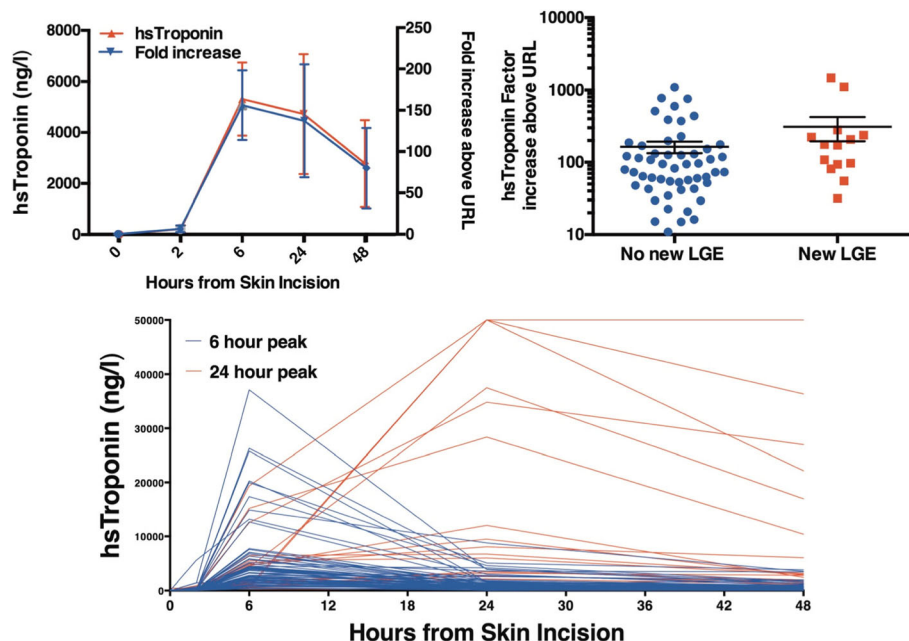 hsTroponin
Fold increase
hsTroponin (ng/l)
8000
6000
4000
2000
0
250
200
150
100
50
0
Fold increase
above URL
0
2
6
24
48
Hours from Skin Incision
hsTroponin Factor
increase above URL
10000
1000
100
10
No new LGE
New LGE
hsTroponin (ng/l)
50000
40000
30000
20000
10000
0
6 hour peak
24 hour peak
0 6 12 18 24 30 36 42 48
Hours from Skin Incision